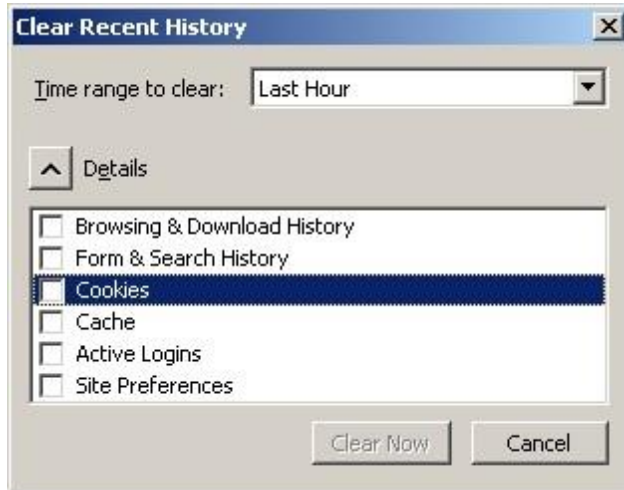 Clear Recent History
Time range to clear: Last Hour
Details
Browsing & Download History
Form & Search History
Cookies
Cache
Active Logins
Site Preferences
Clear Now Cancel